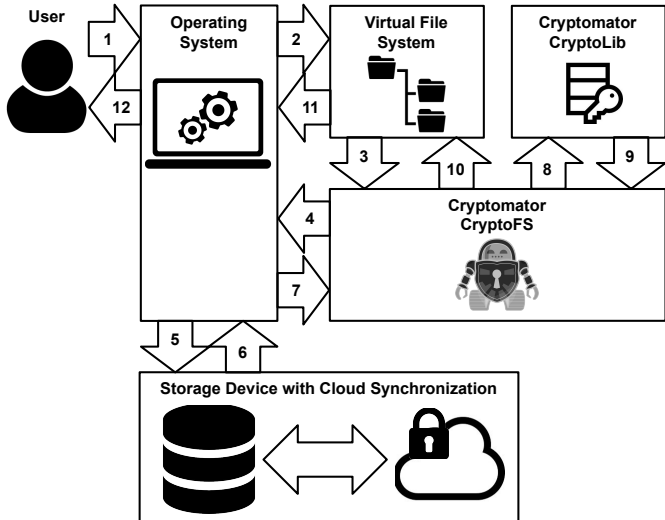 User
Operating
System
Virtual File
System
Cryptomator
CryptoLib
1
2
12
11
3
10
8
9
4
Cryptomator
CryptoFS
7
5
6
Storage Device with Cloud Synchronization